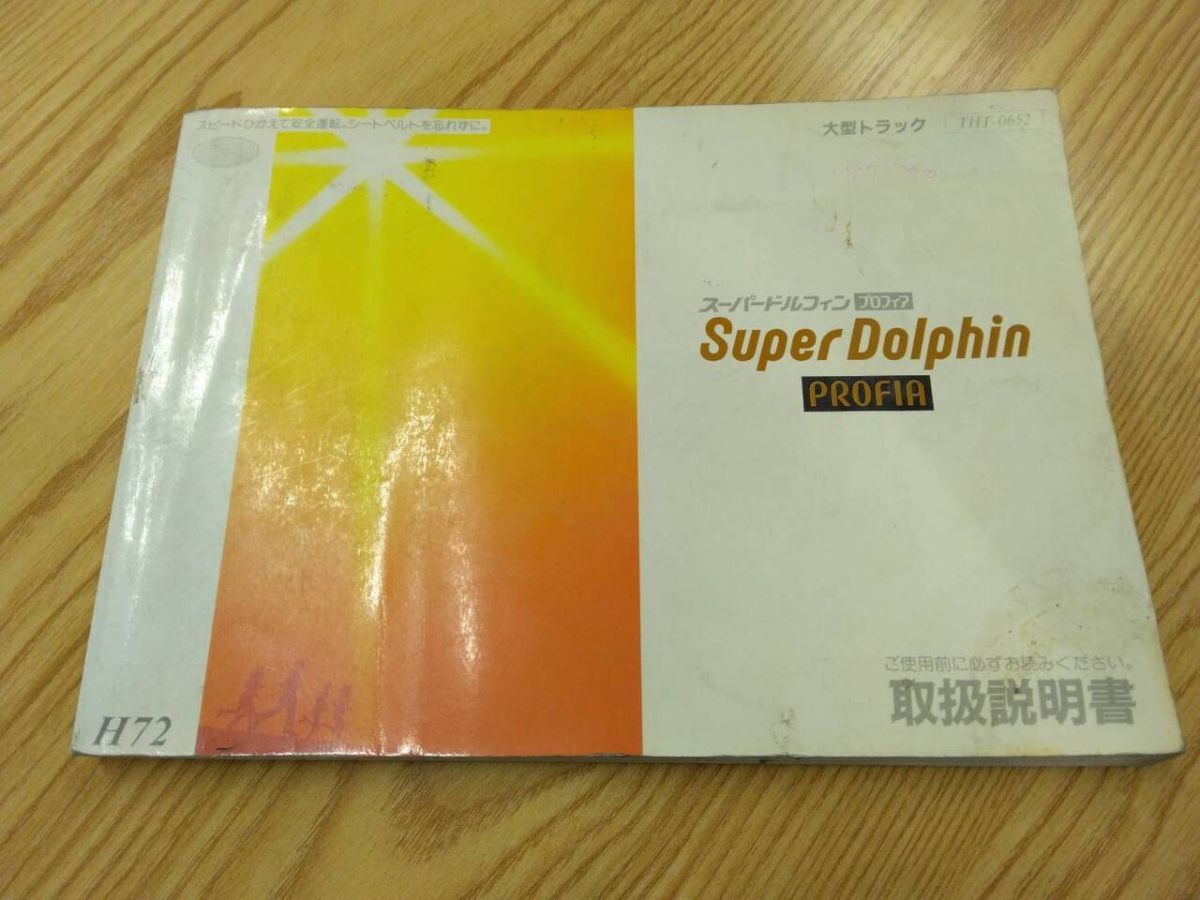 スピードひかえて安全運転。シートベルトを忘れずに。
大型トラック
THT-0652
スーパードルフィン プロフィア
Super Dolphin
PROFIA
ご使用前に必ずお読みください。
取扱説明書
H72